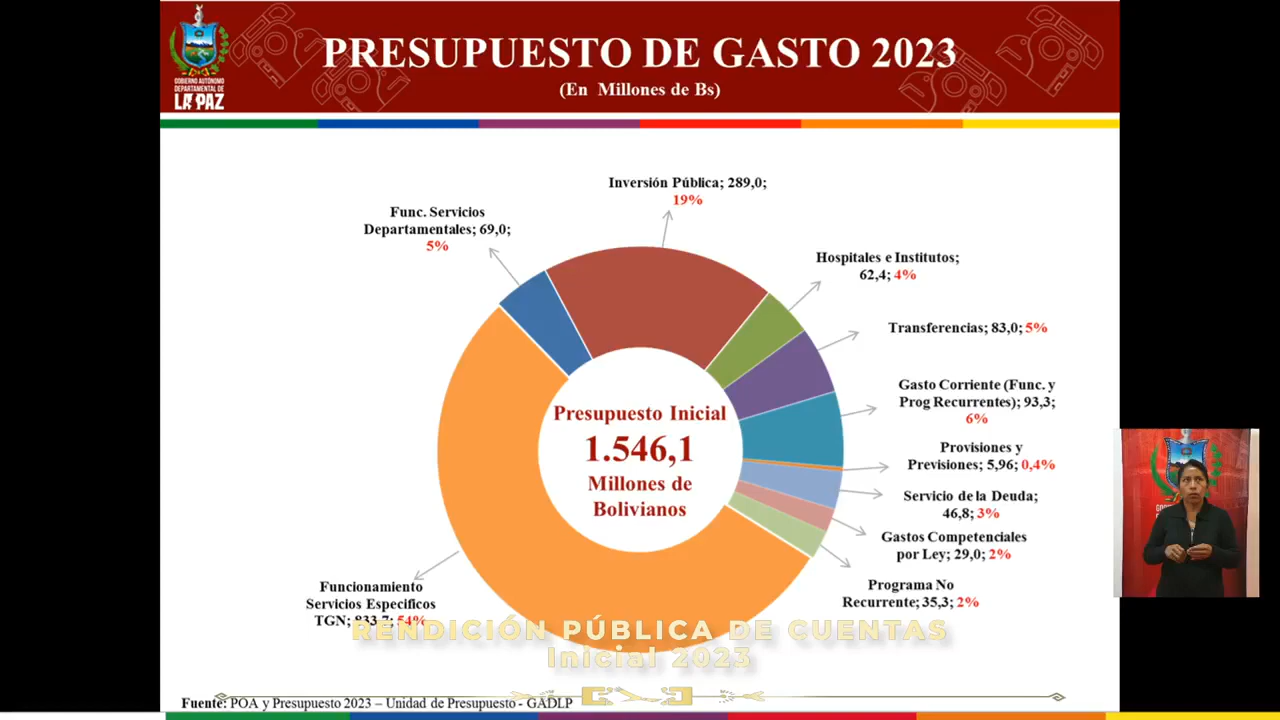 GOBIERNO AUTÓNOMO
DEPARTAMENTAL DE
LA PAZ
PRESUPUESTO DE GASTO 2023
(En Millones de Bs)
Inversión Pública; 289,0;
19%
Func. Servicios
Departamentales; 69,0;
5%
Hospitales e Institutos;
62,4; 4%
Transferencias; 83,0; 5%
Gasto Corriente (Func. y
Prog Recurrentes); 93,3;
6%
Presupuesto Inicial
1.546,1
Millones de
Bolivianos
Provisiones y
Previsiones; 5,96; 0,4%
Servicio de la Deuda;
46,8; 3%
Gastos Competenciales
por Ley; 29,0; 2%
Programa No
Recurrente; 35,3; 2%
Funcionamiento
Servicios Especificos
TGN; 833,7; 54%
RENDICIÓN PÚBLICA DE CUENTAS
Inicial 2023
Fuente: POA y Presupuesto 2023 – Unidad de Presupuesto - GADLP